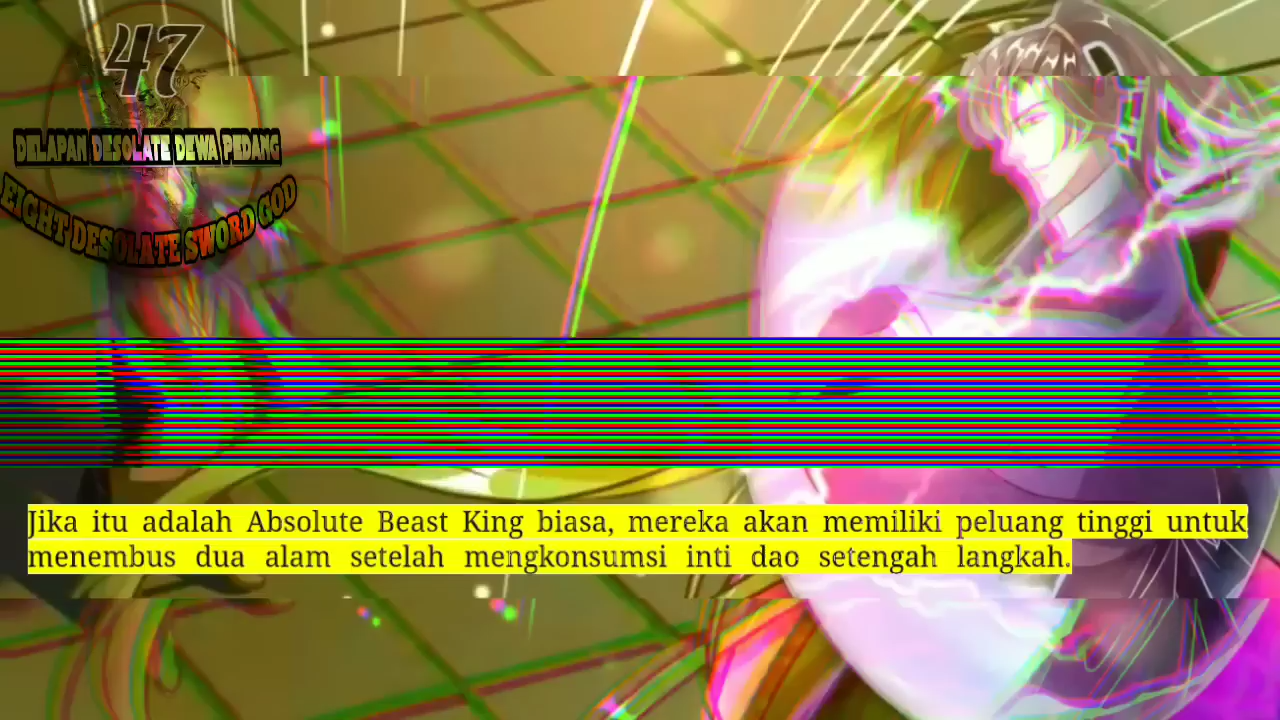 47
DELAPAN DESOLATE DEWA PEDANG
EIGHT DESOLATE SWORD GOD
Jika itu adalah Absolute Beast King biasa, mereka akan memiliki peluang tinggi untuk
menembus dua alam setelah mengkonsumsi inti dao setengah langkah.